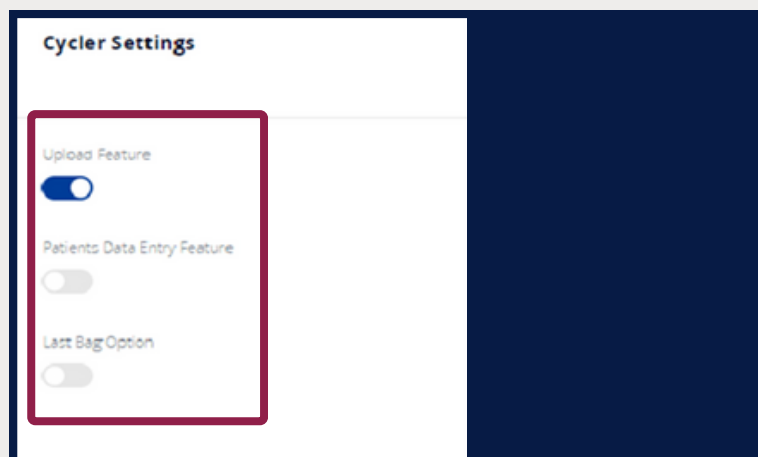 Cycler Settings
Upload Feature
Patients Data Entry Feature
Last Bag Option